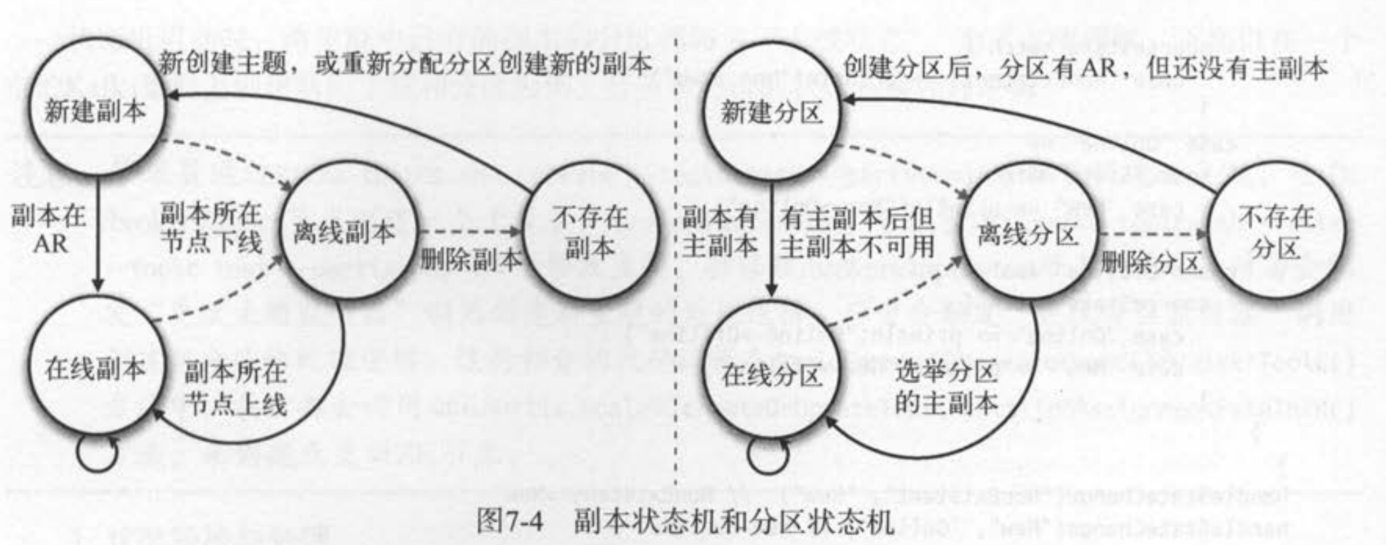 新创建主题，或重新分配分区创建新的副本
新建副本
副本在
AR
副本所在
节点下线
离线副本
删除副本
不存在
副本
在线副本
副本所在
节点上线
创建分区后，分区有AR，但还没有主副本
新建分区
副本有
主副本
有主副本后但
主副本不可用
离线分区
删除分区
不存在
分区
在线分区
选举分区
的主副本
图7-4 副本状态机和分区状态机